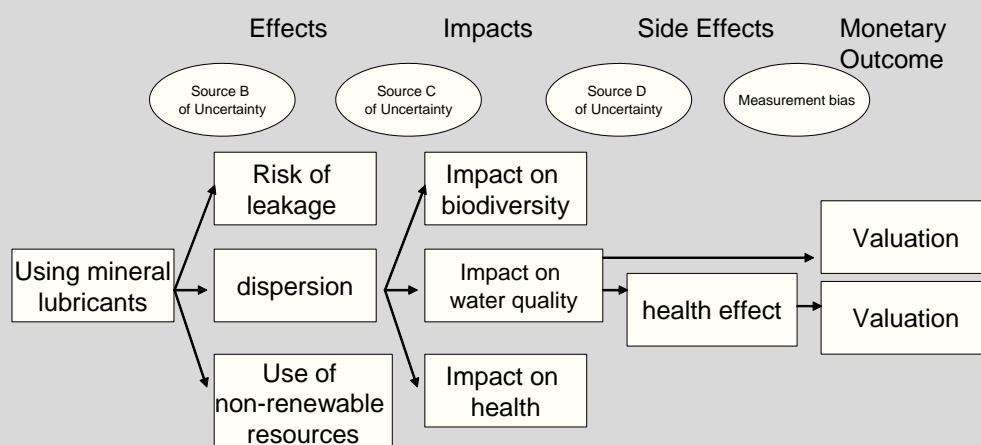 Effects
Impacts
Side Effects
Monetary
Outcome
Source B
of Uncertainty
Source C
of Uncertainty
Source D
of Uncertainty
Measurement bias
Risk of
leakage
Impact on
biodiversity
Using mineral
lubricants
dispersion
Impact on
water quality
health effect
Valuation
Valuation
Use of
non-renewable
resources
Impact on
health